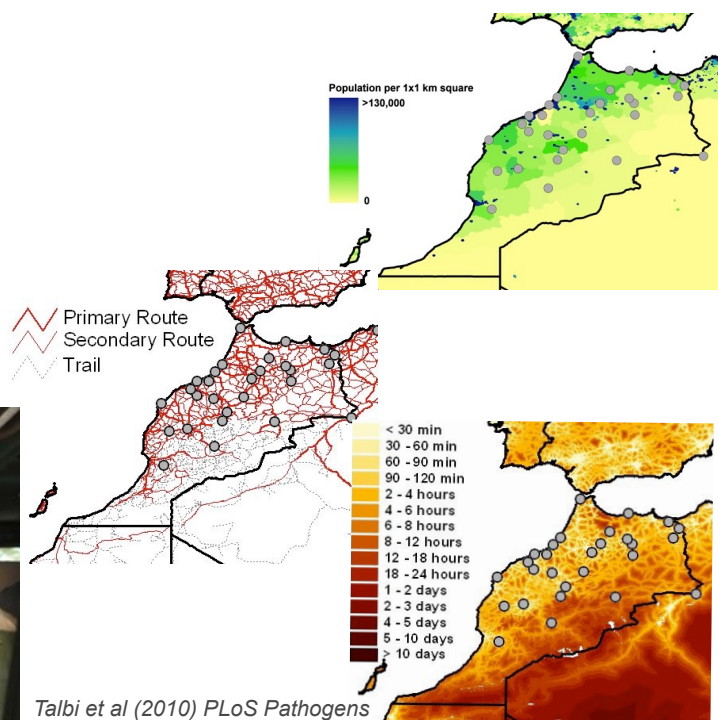 Population per 1x1 km square
>130,000
0
Primary Route
Secondary Route
Trail
< 30 min
30 - 60 min
60 - 90 min
90 - 120 min
2 - 4 hours
4 - 6 hours
6 - 8 hours
8 - 12 hours
12 - 18 hours
18 - 24 hours
1 - 2 days
2 - 3 days
4 - 5 days
5 - 10 days
> 10 days
Talbi et al (2010) PLoS Pathogens